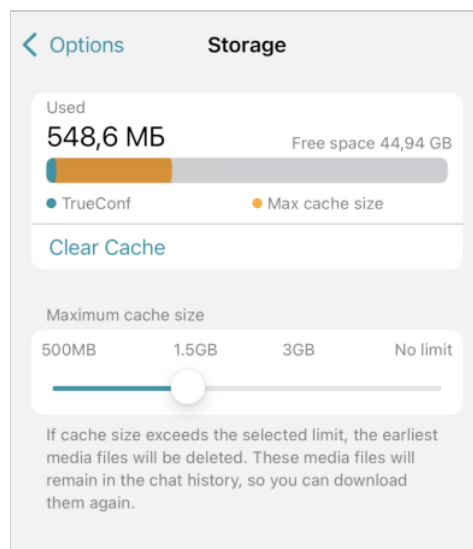 Options
Storage
Used
548,6 МБ
Free space 44,94 GB
TrueConf
Max cache size
Clear Cache
Maximum cache size
500MB 1.5GB 3GB No limit
If cache size exceeds the selected limit, the earliest
media files will be deleted. These media files will
remain in the chat history, so you can download
them again.